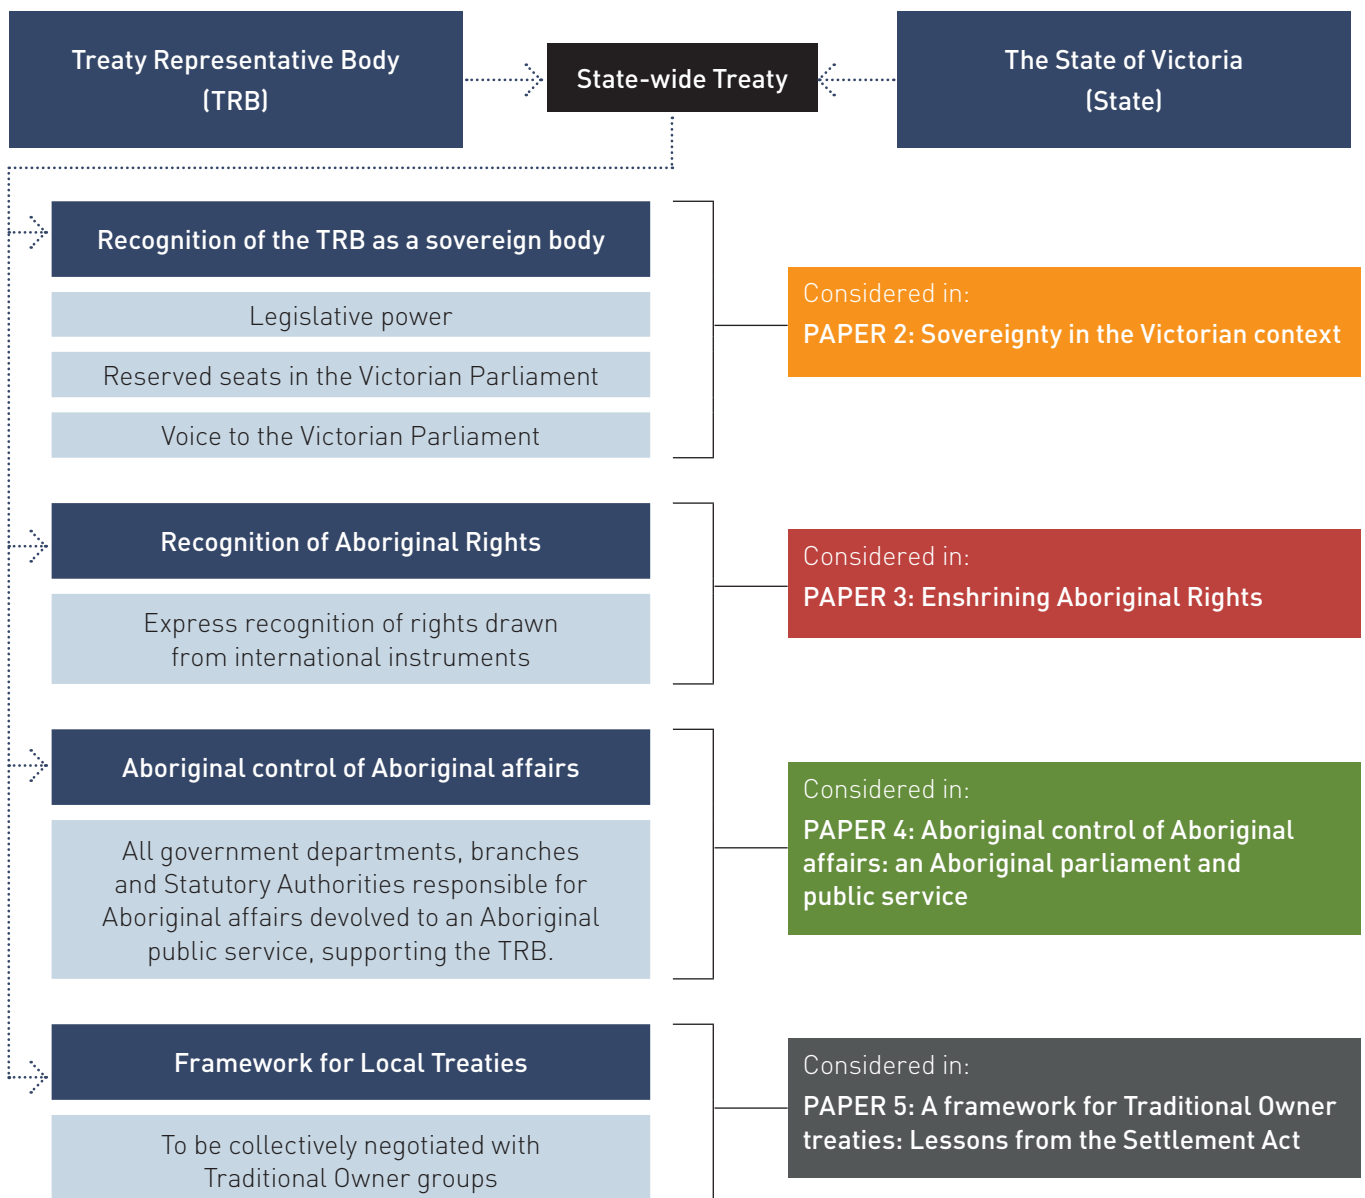 Treaty Representative Body
(TRB)
State-wide Treaty
The State of Victoria
(State)
Recognition of the TRB as a sovereign body
Legislative power
Reserved seats in the Victorian Parliament
Voice to the Victorian Parliament
Considered in:
PAPER 2: Sovereignty in the Victorian context
Recognition of Aboriginal Rights
Express recognition of rights drawn
from international instruments
Considered in:
PAPER 3: Enshrining Aboriginal Rights
Aboriginal control of Aboriginal affairs
All government departments, branches
and Statutory Authorities responsible for
Aboriginal affairs devolved to an Aboriginal
public service, supporting the TRB.
Considered in:
PAPER 4: Aboriginal control of Aboriginal
affairs: an Aboriginal parliament and
public service
Framework for Local Treaties
To be collectively negotiated with
Traditional Owner groups
Considered in:
PAPER 5: A framework for Traditional Owner
treaties: Lessons from the Settlement Act